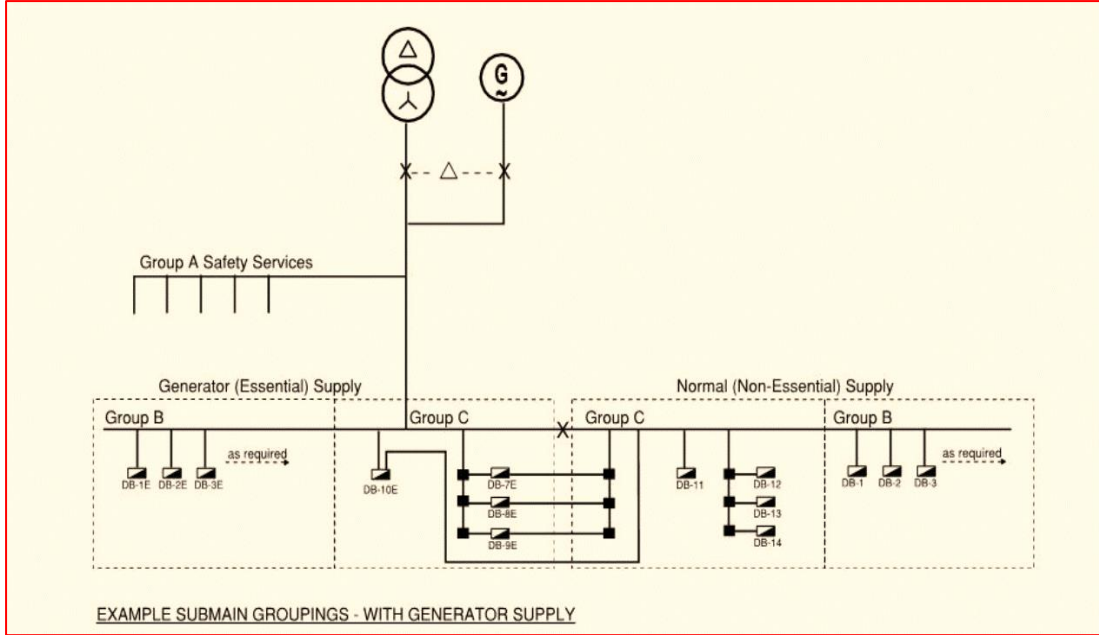 G
~
Group A Safety Services
Generator (Essential) Supply
Normal (Non-Essential) Supply
Group B
Group C
Group C
Group B
as required
as required
DB-1E DB-2E DB-3E
DB-10E
DB-7E
DB-8E
DB-9E
DB-11
DB-12
DB-13
DB-14
DB-1 DB-2 DB-3
EXAMPLE SUBMAIN GROUPINGS - WITH GENERATOR SUPPLY